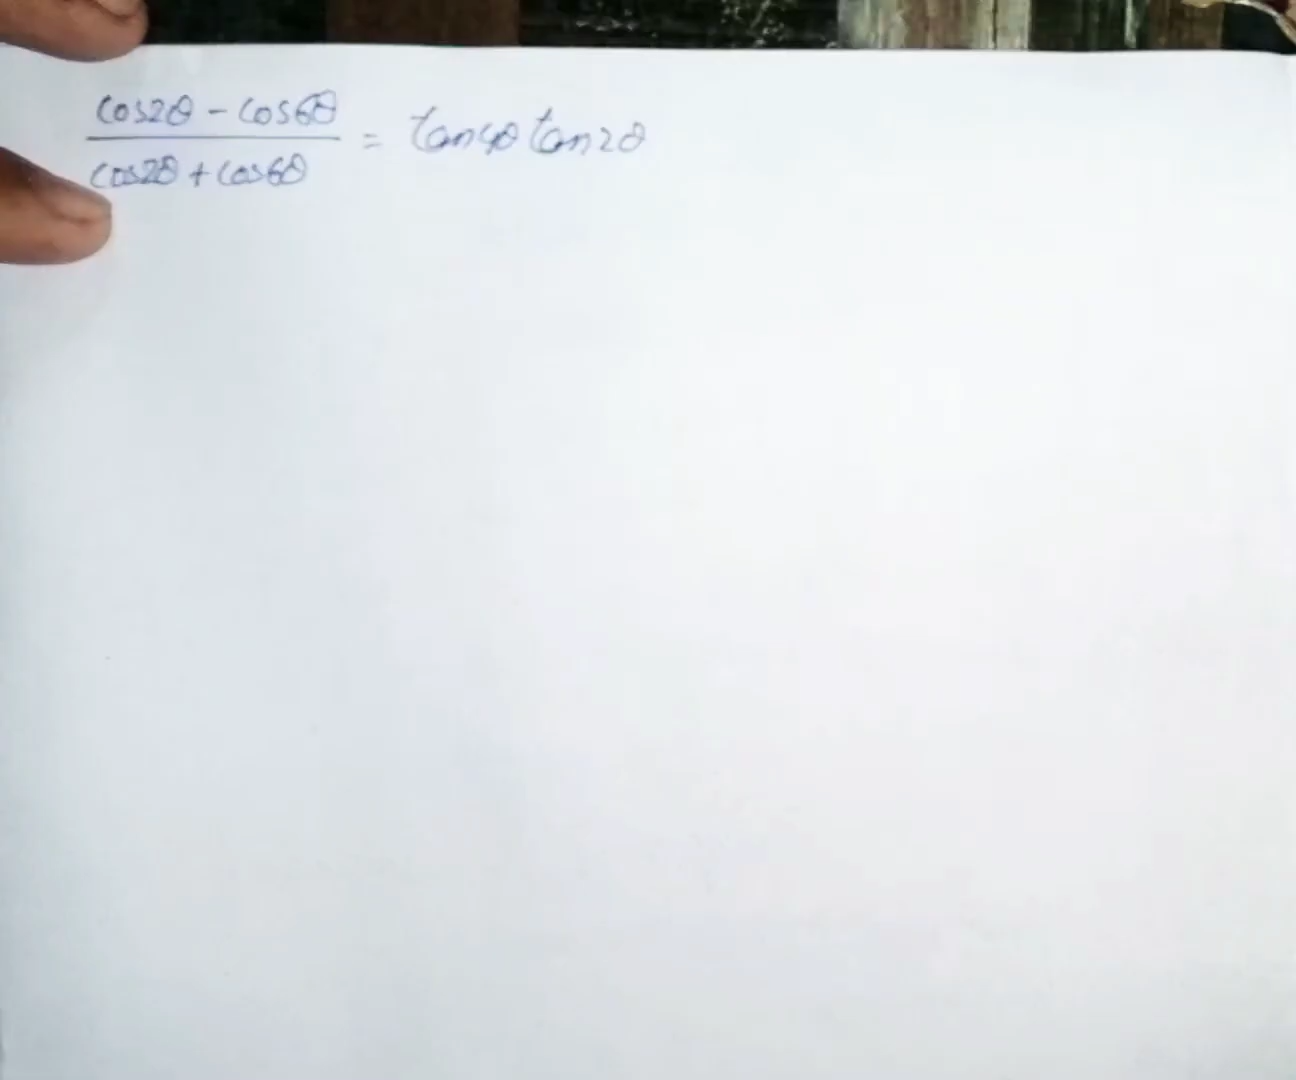 cos2θ - cos6θ
cos2θ + cos6θ
= tan4θ tan2θ